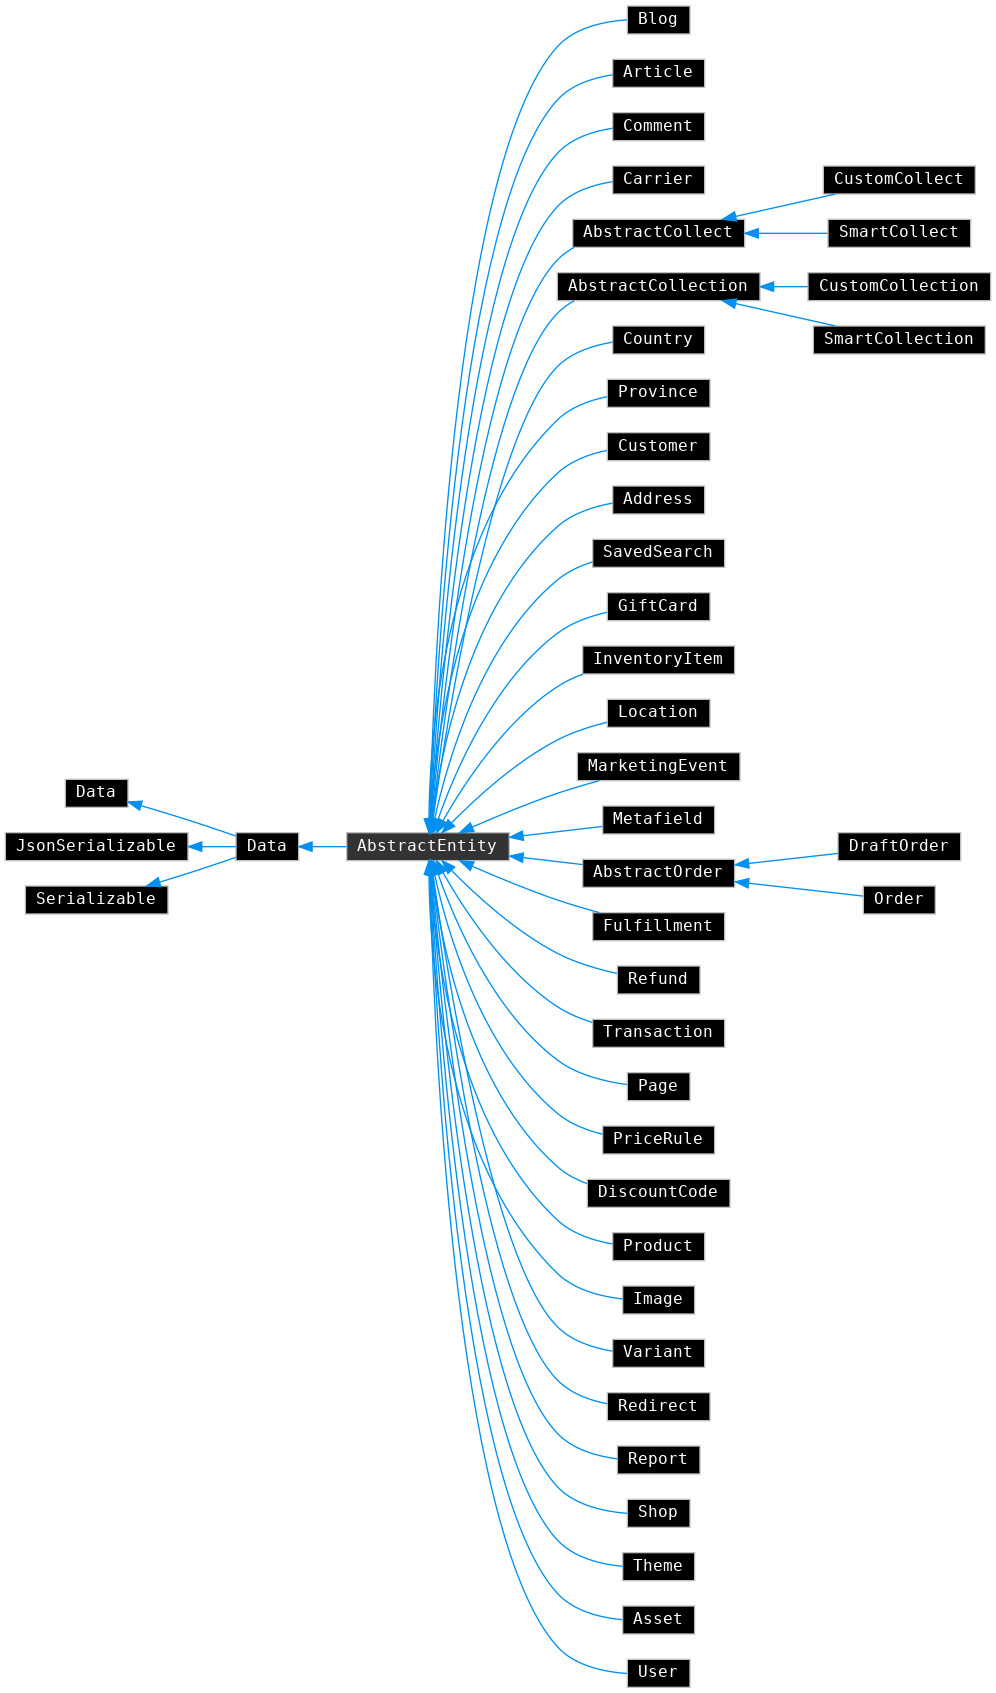 Blog
Article
Comment
Carrier
CustomCollect
AbstractCollect
SmartCollect
AbstractCollection
CustomCollection
Country
SmartCollection
Province
Customer
Address
SavedSearch
GiftCard
InventoryItem
Location
MarketingEvent
Data
Metafield
JsonSerializable
Data
AbstractEntity
DraftOrder
AbstractOrder
Serializable
Order
Fulfillment
Refund
Transaction
Page
PriceRule
DiscountCode
Product
Image
Variant
Redirect
Report
Shop
Theme
Asset
User